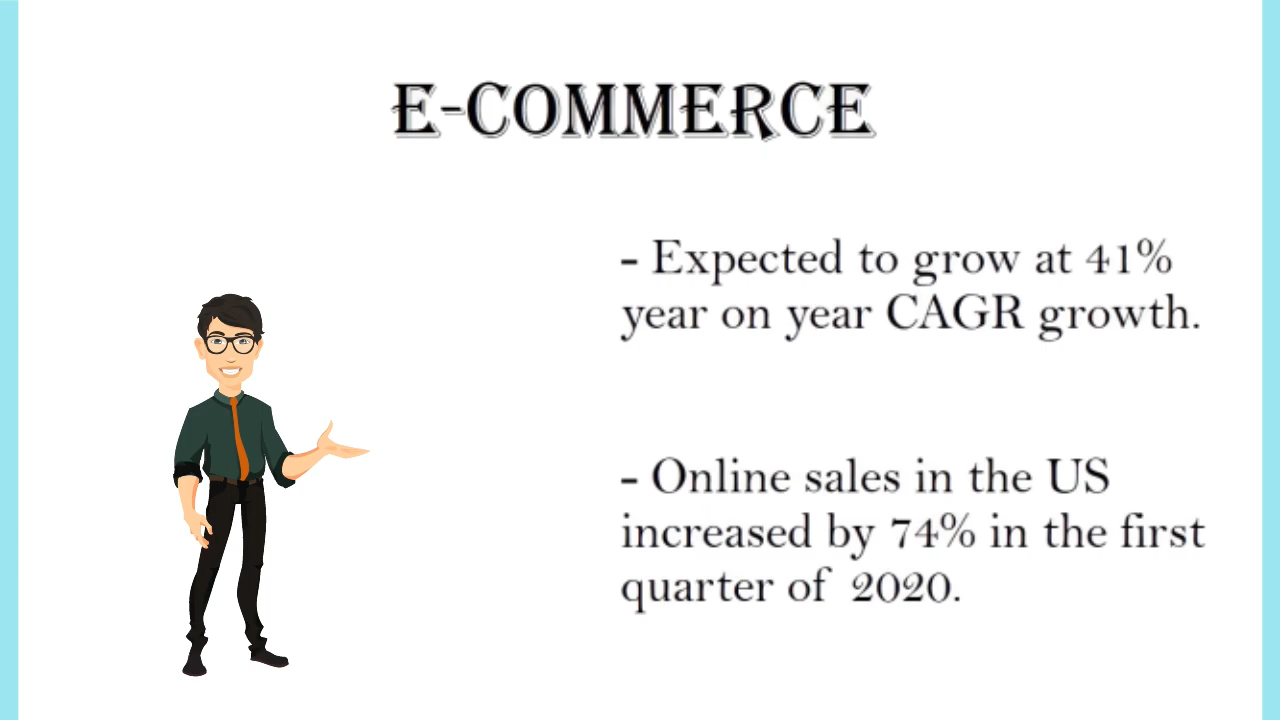 E-COMMERCE
- Expected to grow at 41%
year on year CAGR growth.
- Online sales in the US
increased by 74% in the first
quarter of 2020.